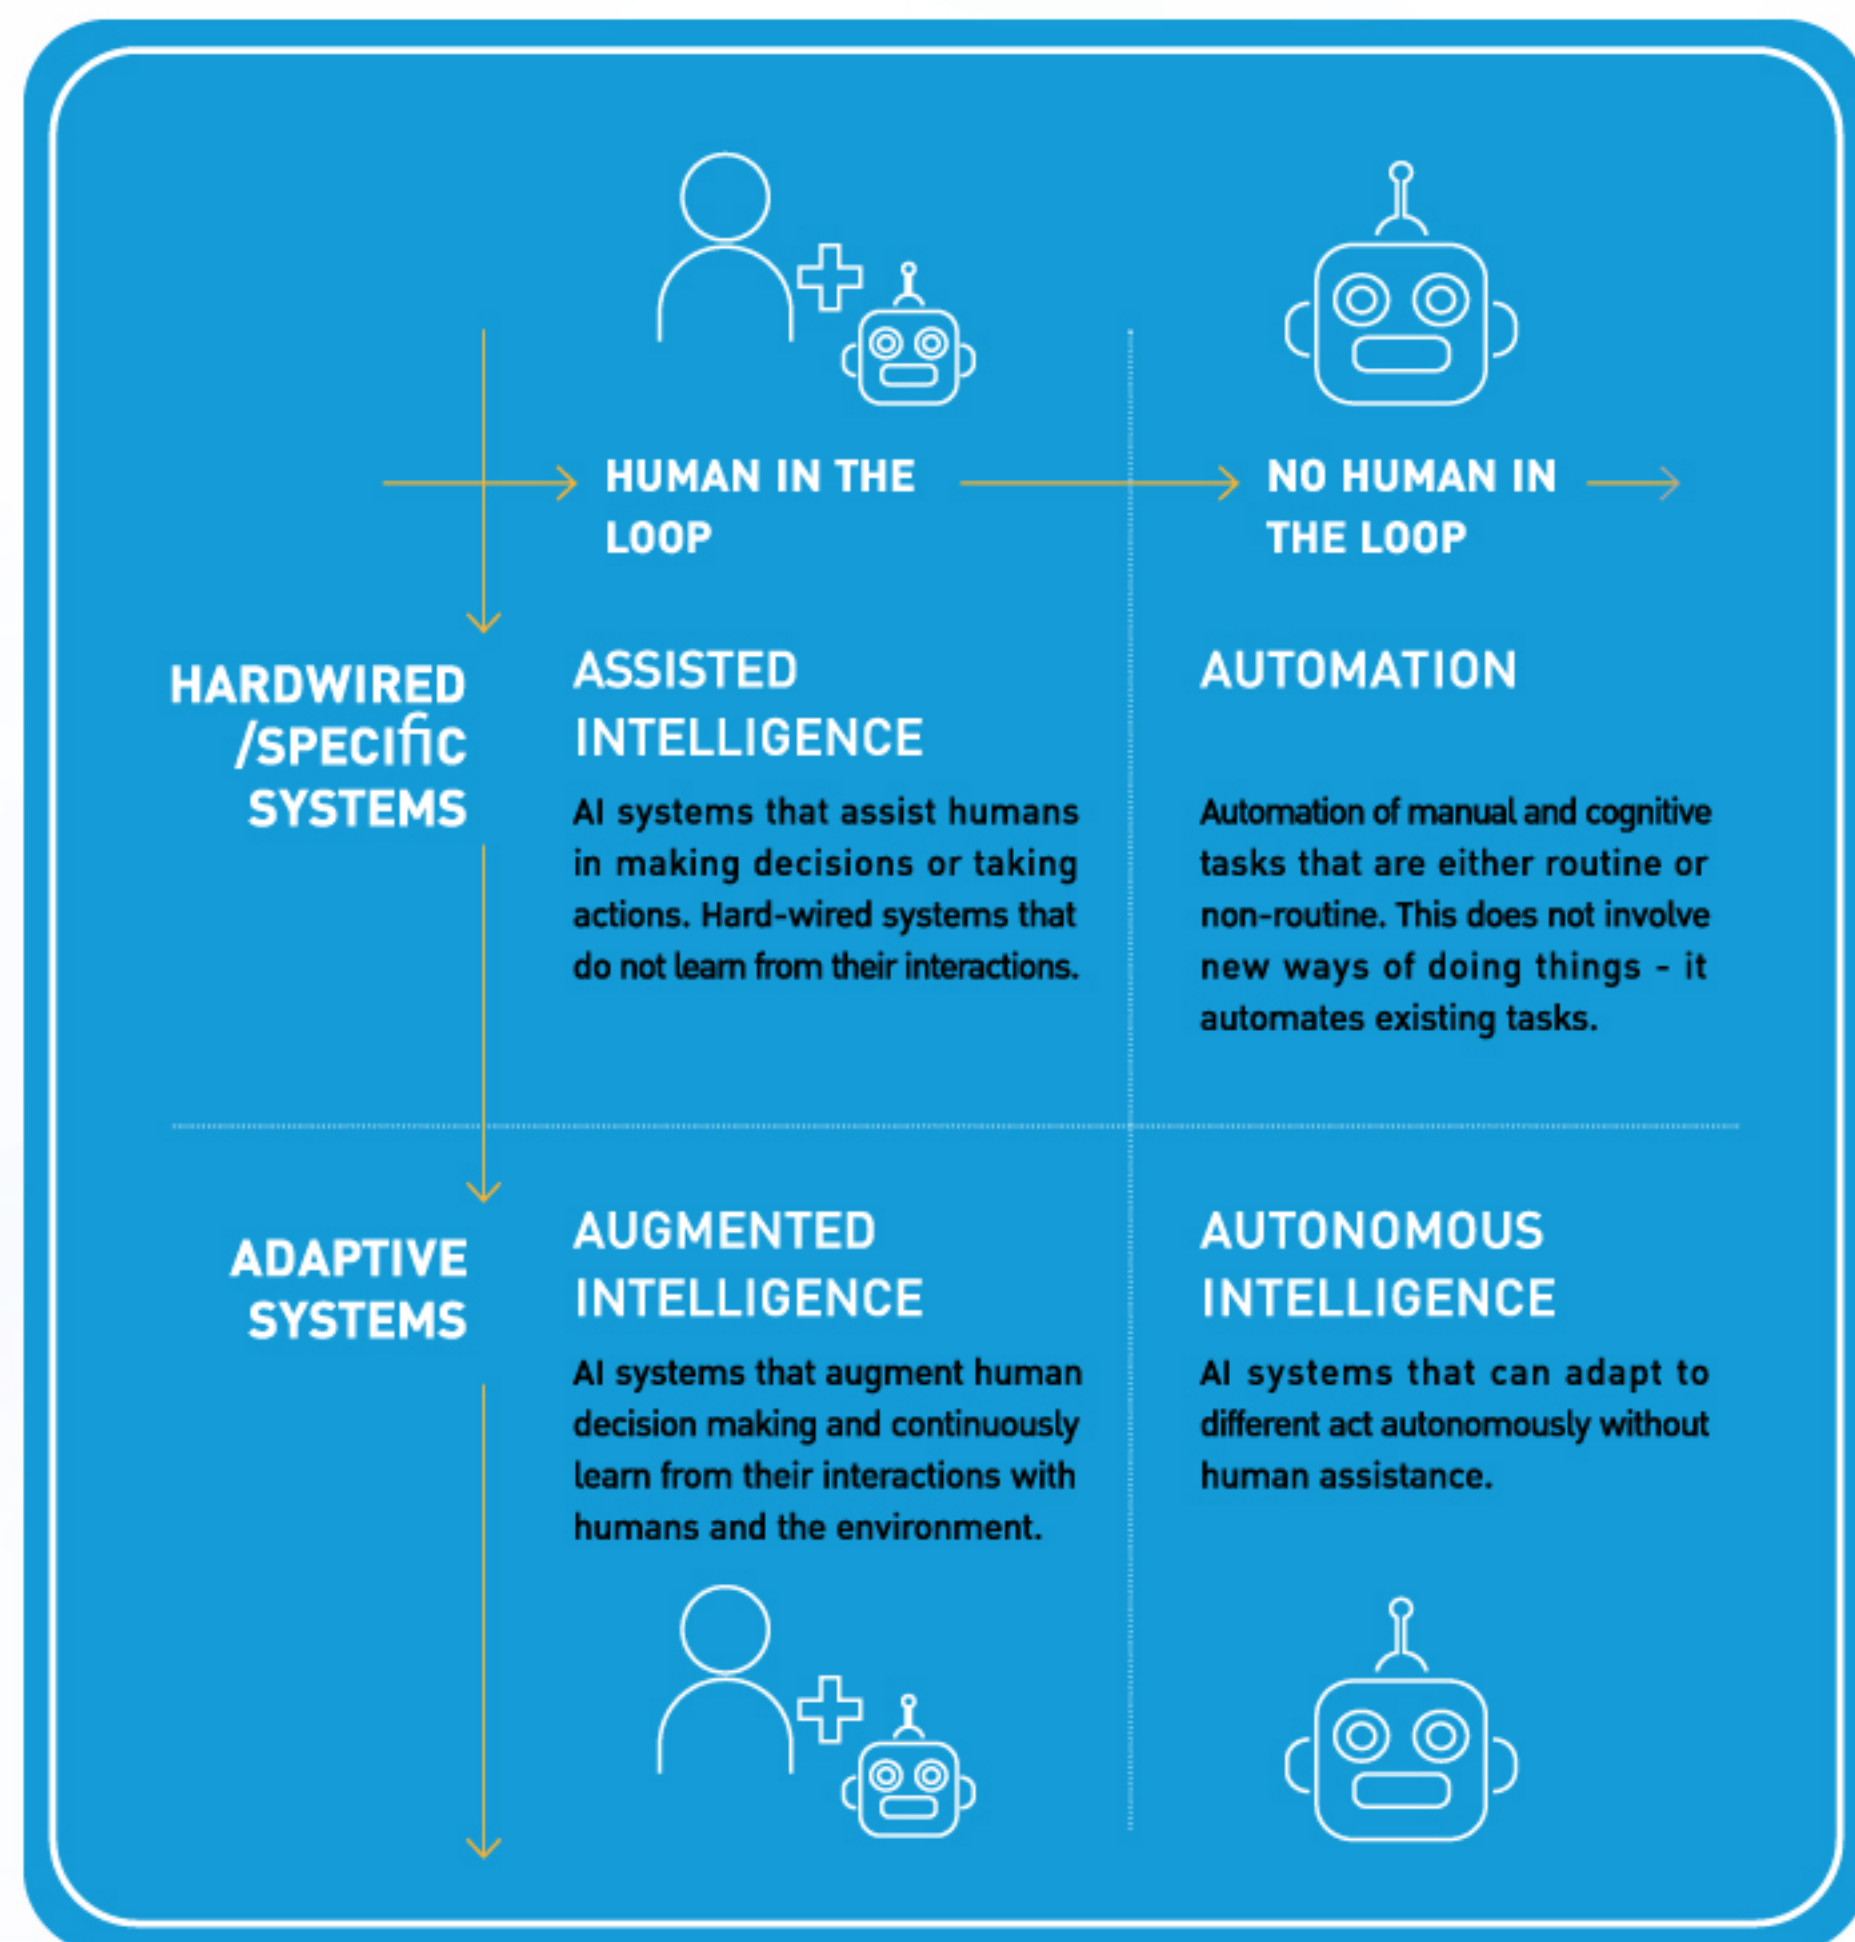 HUMAN IN THE
LOOP
NO HUMAN IN
THE LOOP
HARDWIRED
/SPECIfiC
SYSTEMS
ASSISTED
INTELLIGENCE
AI systems that assist humans
in making decisions or taking
actions. Hard-wired systems that
do not learn from their interactions.
AUTOMATION
Automation of manual and cognitive
tasks that are either routine or
non-routine. This does not involve
new ways of doing things - it
automates existing tasks.
ADAPTIVE
SYSTEMS
AUGMENTED
INTELLIGENCE
AI systems that augment human
decision making and continuously
learn from their interactions with
humans and the environment.
AUTONOMOUS
INTELLIGENCE
AI systems that can adapt to
different act autonomously without
human assistance.